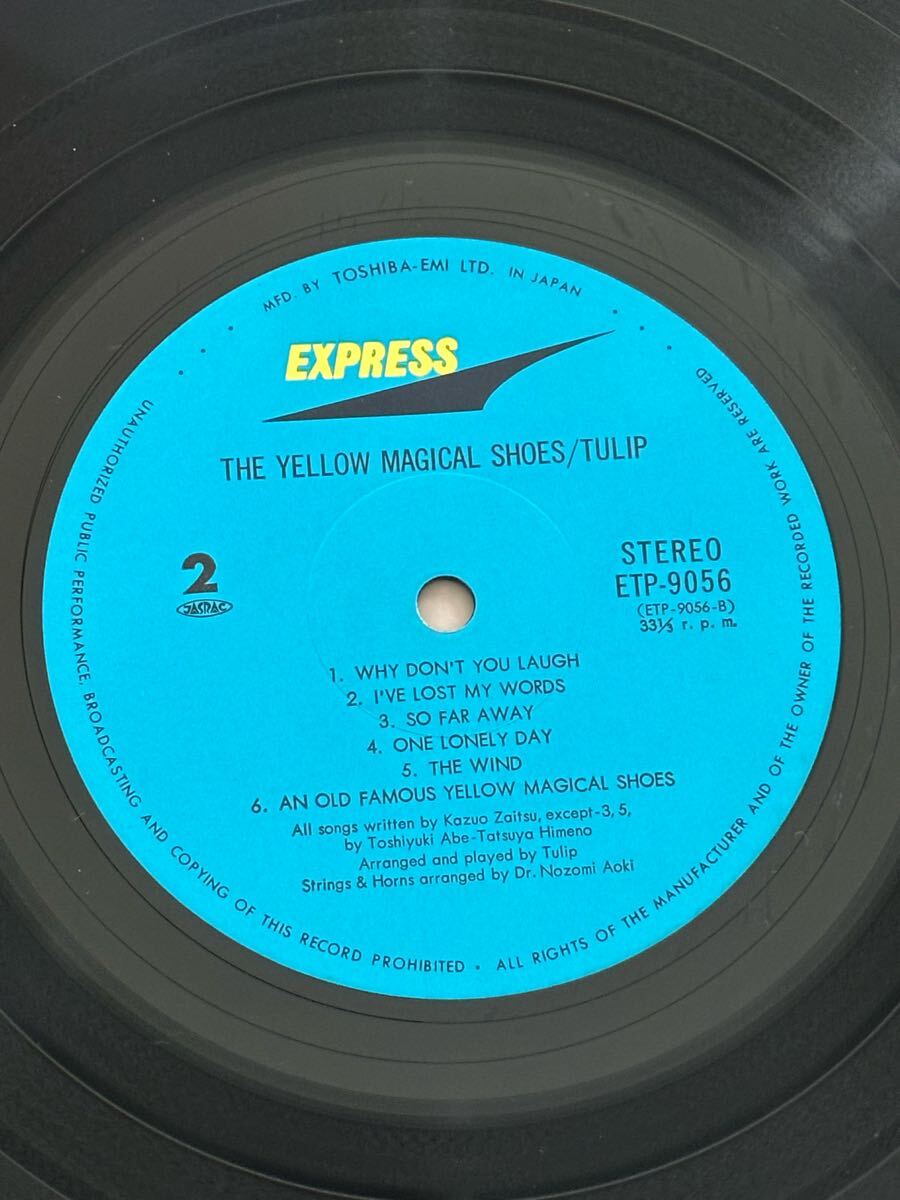 MFD. BY TOSHIBA-EMI LTD. IN JAPAN
EXPRESS
THE YELLOW MAGICAL SHOES/TULIP
2
JASRAC
STEREO
ETP-9056
(ETP-9056-B)
33⅓ r. p. m.
1. WHY DON'T YOU LAUGH
2. I'VE LOST MY WORDS
3. SO FAR AWAY
4. ONE LONELY DAY
5. THE WIND
6. AN OLD FAMOUS YELLOW MAGICAL SHOES
All songs written by Kazuo Zaitsu, except-3, 5,
by Toshiyuki Abe-Tatsuya Himeno
Arranged and played by Tulip
Strings & Horns arranged by Dr. Nozomi Aoki
UNAUTHORIZED PUBLIC PERFORMANCE, BROADCASTING AND COPYING OF THIS RECORD PROHIBITED • ALL RIGHTS OF THE MANUFACTURER AND OF THE OWNER OF THE RECORDED WORK ARE RESERVED